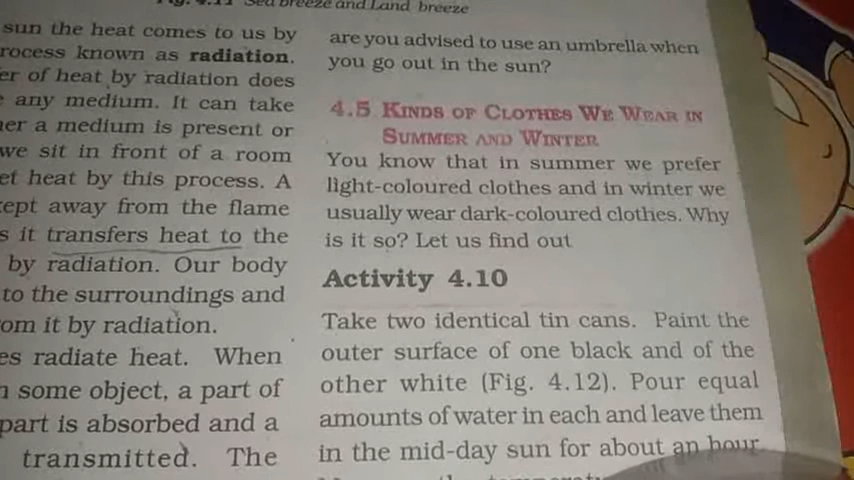 Fig. 4.11 Sea breeze and Land breeze
sun the heat comes to us by
rocess known as radiation.
er of heat by radiation does
any medium. It can take
her a medium is present or
we sit in front of a room
et heat by this process. A
kept away from the flame
s it transfers heat to the
by radiation. Our body
to the surroundings and
om it by radiation.
es radiate heat. When
n some object, a part of
part is absorbed and a
transmitted. The
are you advised to use an umbrella when
you go out in the sun?
4.5 KINDS OF CLOTHES WE WEAR IN
SUMMER AND WINTER
You know that in summer we prefer
light-coloured clothes and in winter we
usually wear dark-coloured clothes. Why
is it so? Let us find out
Activity 4.10
Take two identical tin cans. Paint the
outer surface of one black and of the
other white (Fig. 4.12). Pour equal
amounts of water in each and leave them
in the mid-day sun for about an hour.